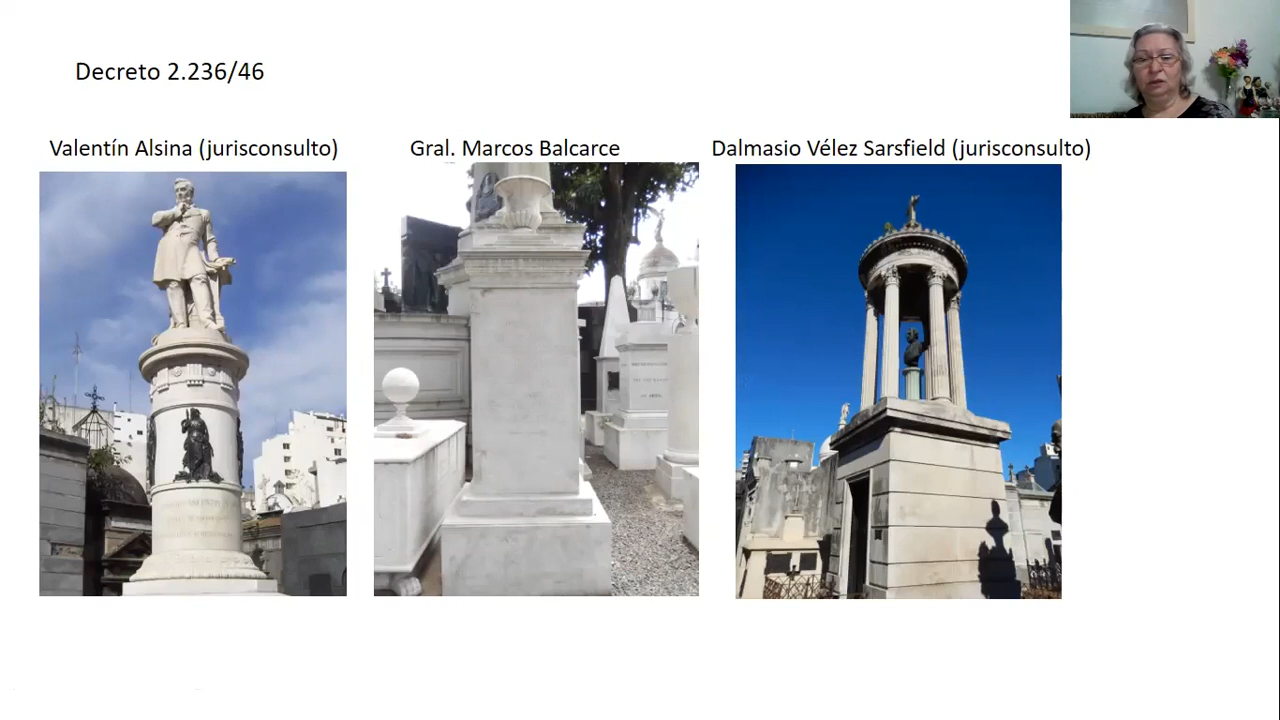 Decreto 2.236/46
Valentín Alsina (jurisconsulto)
Gral. Marcos Balcarce
Dalmasio Vélez Sarsfield (jurisconsulto)